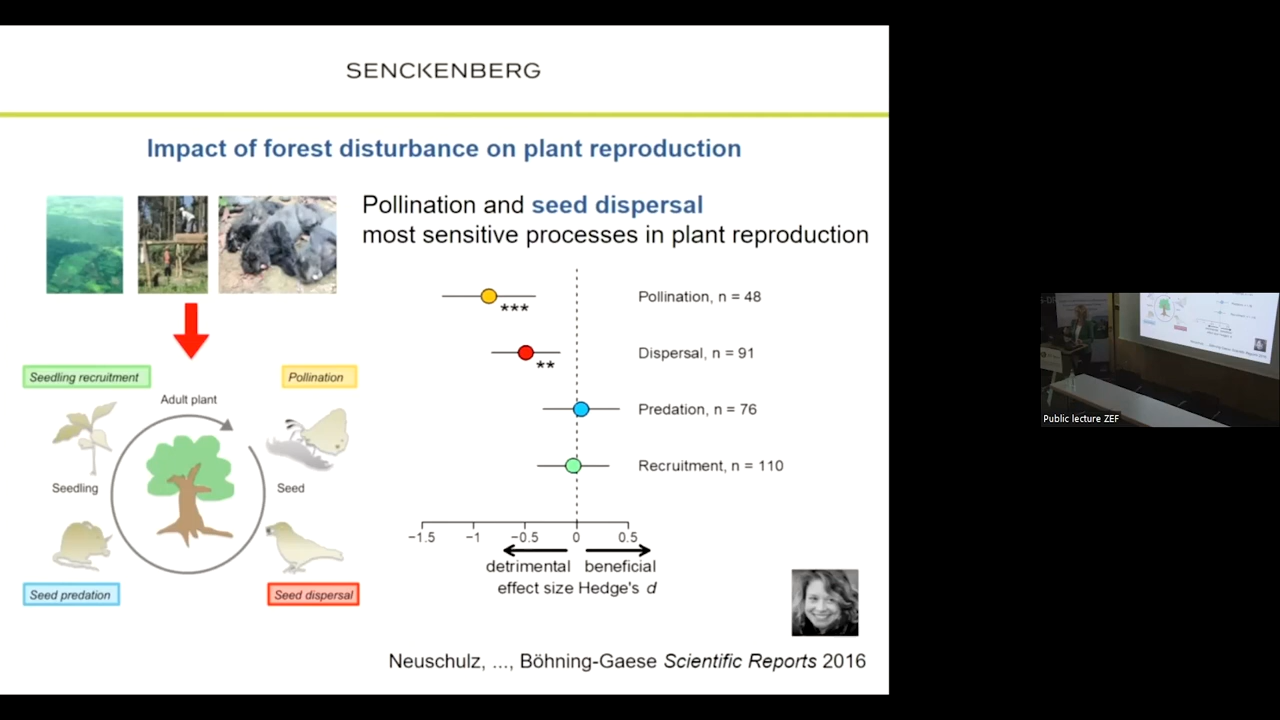 SENCKENBERG
Impact of forest disturbance on plant reproduction
Pollination and seed dispersal
most sensitive processes in plant reproduction
Pollination, n = 48
***
Dispersal, n = 91
**
Predation, n = 76
Recruitment, n = 110
−1.5 −1 −0.5 0 0.5
detrimental beneficial
effect size Hedge's d
Seedling recruitment
Pollination
Adult plant
Seedling
Seed
Seed predation
Seed dispersal
Neuschulz, ..., Böhning-Gaese Scientific Reports 2016
Public lecture ZEF